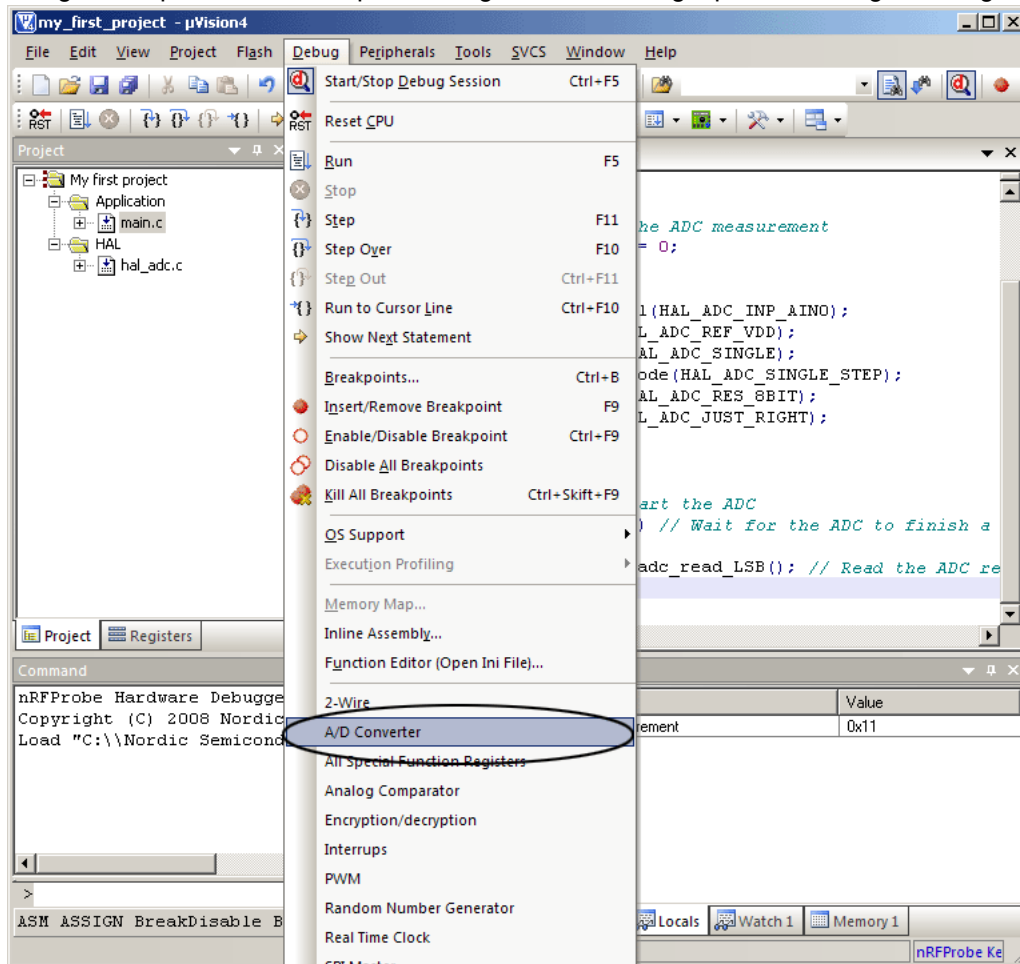 my_first_project - µVision4
File Edit View Project Flash Debug Peripherals Tools SVCS Window Help
Start/Stop Debug Session Ctrl+F5
RST
RST Reset CPU
Project
Run F5
My first project
Stop
Application
main.c
Step F11
he ADC measurement
HAL
Step Over F10
= 0;
hal_adc.c
Step Out Ctrl+F11
Run to Cursor Line Ctrl+F10
l(HAL_ADC_INP_AIN0);
L_ADC_REF_VDD);
Show Next Statement
AL_ADC_SINGLE);
Breakpoints... Ctrl+B
ode(HAL_ADC_SINGLE_STEP);
AL_ADC_RES_8BIT);
Insert/Remove Breakpoint F9
L_ADC_JUST_RIGHT);
Enable/Disable Breakpoint Ctrl+F9
Disable All Breakpoints
Kill All Breakpoints Ctrl+Skift+F9
art the ADC
OS Support
) // Wait for the ADC to finish a
Execution Profiling
adc_read_LSB(); // Read the ADC re
Memory Map...
Inline Assembly...
Project Registers
Function Editor (Open Ini File)...
Command
nRFProbe Hardware Debugge
2-Wire
Value
Copyright (C) 2008 Nordic
A/D Converter
rement 0x11
Load "C:\\Nordic Semicond
All Special Function Registers
Analog Comparator
Encryption/decryption
Interrups
PWM
>
Random Number Generator
ASM ASSIGN BreakDisable B
Locals Watch 1 Memory 1
Real Time Clock
nRFProbe Ke
SPI Master